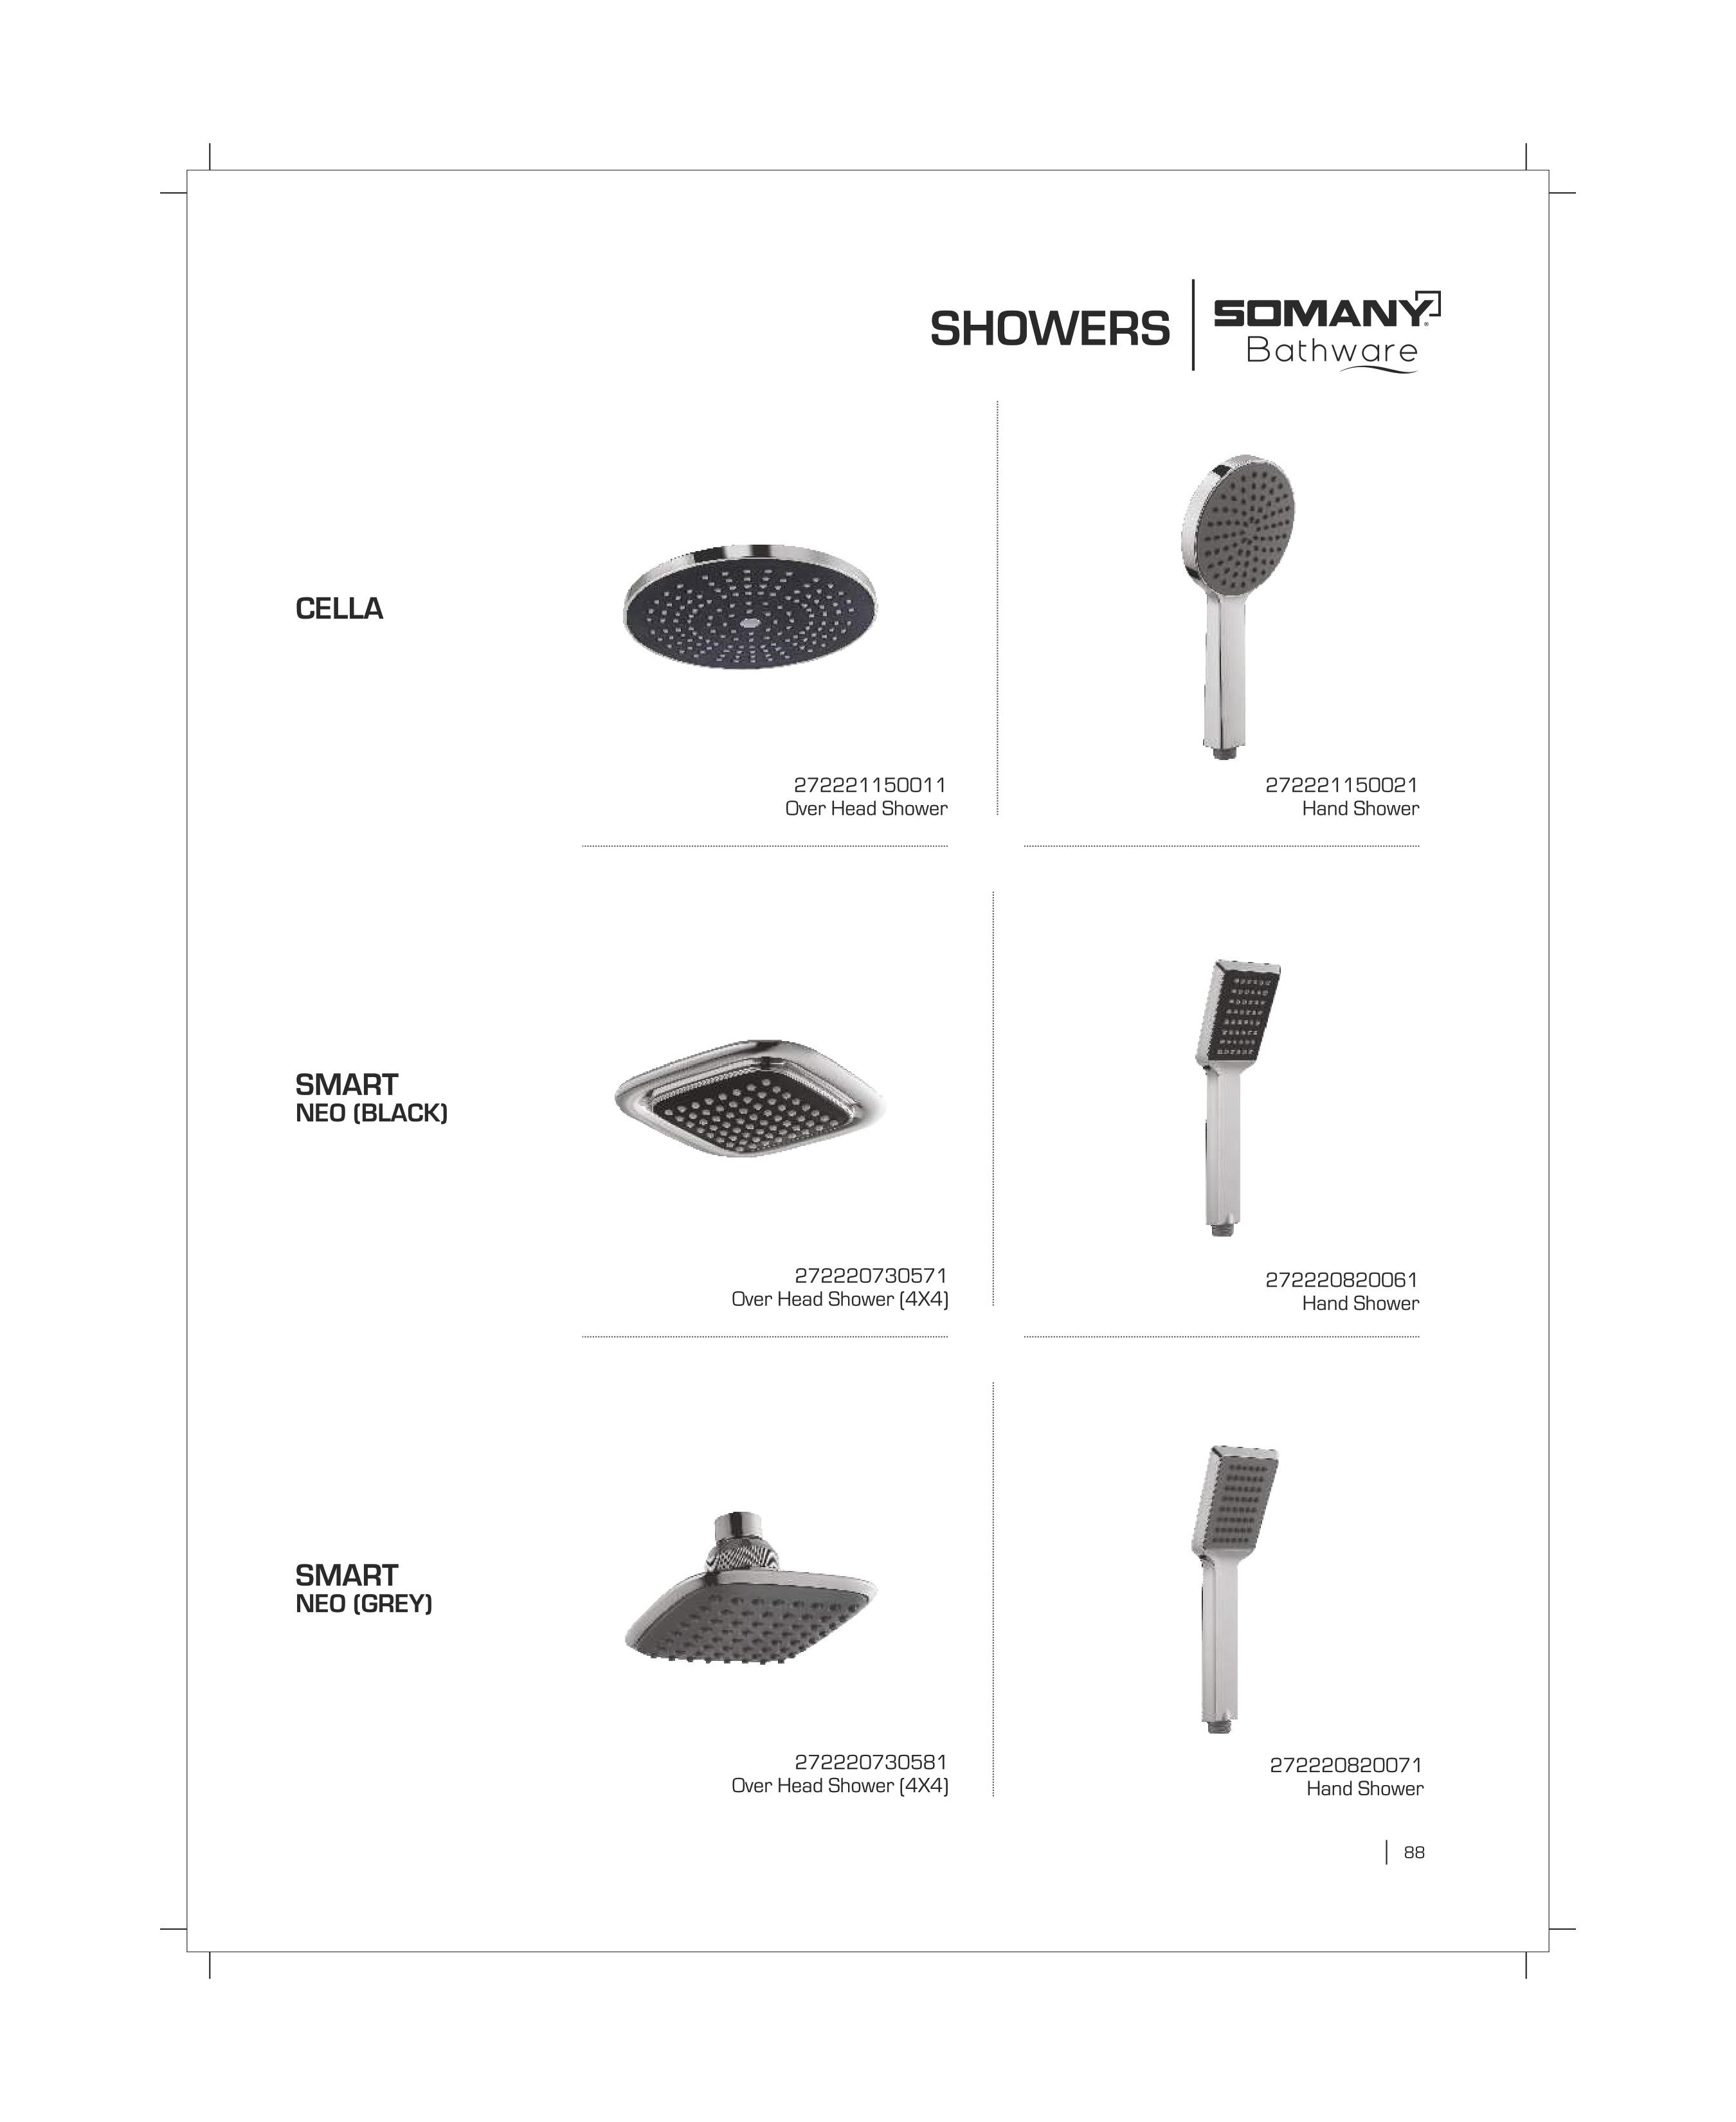 SHOWERS
SOMANY
Bathware
CELLA
272221150011
Over Head Shower
272221150021
Hand Shower
SMART
NEO (BLACK)
272220730571
Over Head Shower (4X4)
272220820061
Hand Shower
SMART
NEO (GREY)
272220730581
Over Head Shower (4X4)
272220820071
Hand Shower
88